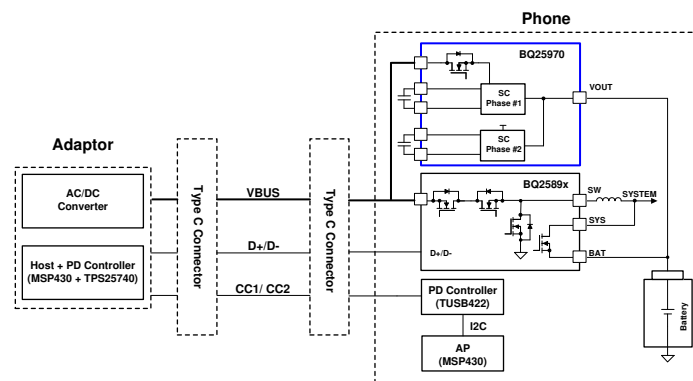 Phone
BQ25970
SC
Phase #1
VOUT
SC
Phase #2
Adaptor
AC/DC
Converter
Host + PD Controller
(MSP430 + TPS25740)
Type C Connector
VBUS
D+/D-
CC1/ CC2
Type C Connector
BQ2589x
SW
SYSTEM
SYS
BAT
D+/D-
PD Controller
(TUSB422)
I2C
AP
(MSP430)
Battery